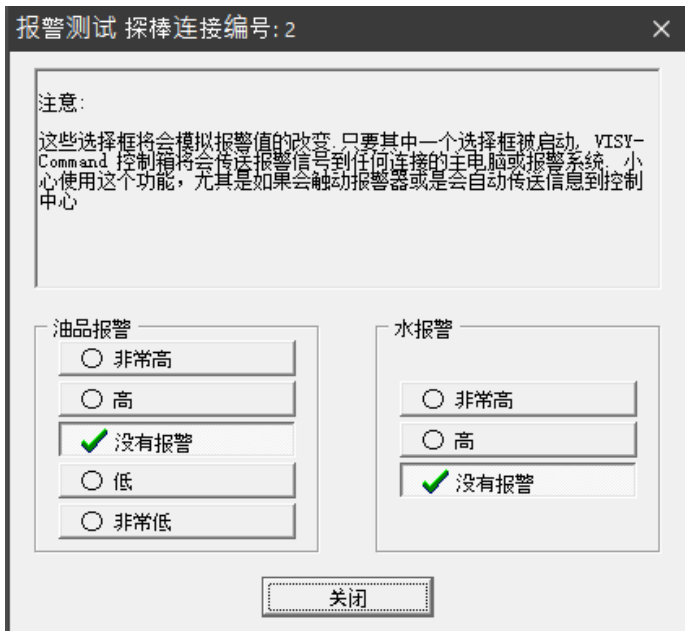 报警测试 探棒连接编号: 2
注意:
这些选择框将会模拟报警值的改变. 只要其中一个选择框被启动, VISY-
Command 控制箱将会传送报警信号到任何连接的主电脑或报警系统. 小
心使用这个功能，尤其是如果会触动报警器或是会自动传送信息到控制
中心
油品报警
非常高
高
没有报警
低
非常低
水报警
非常高
高
没有报警
关闭